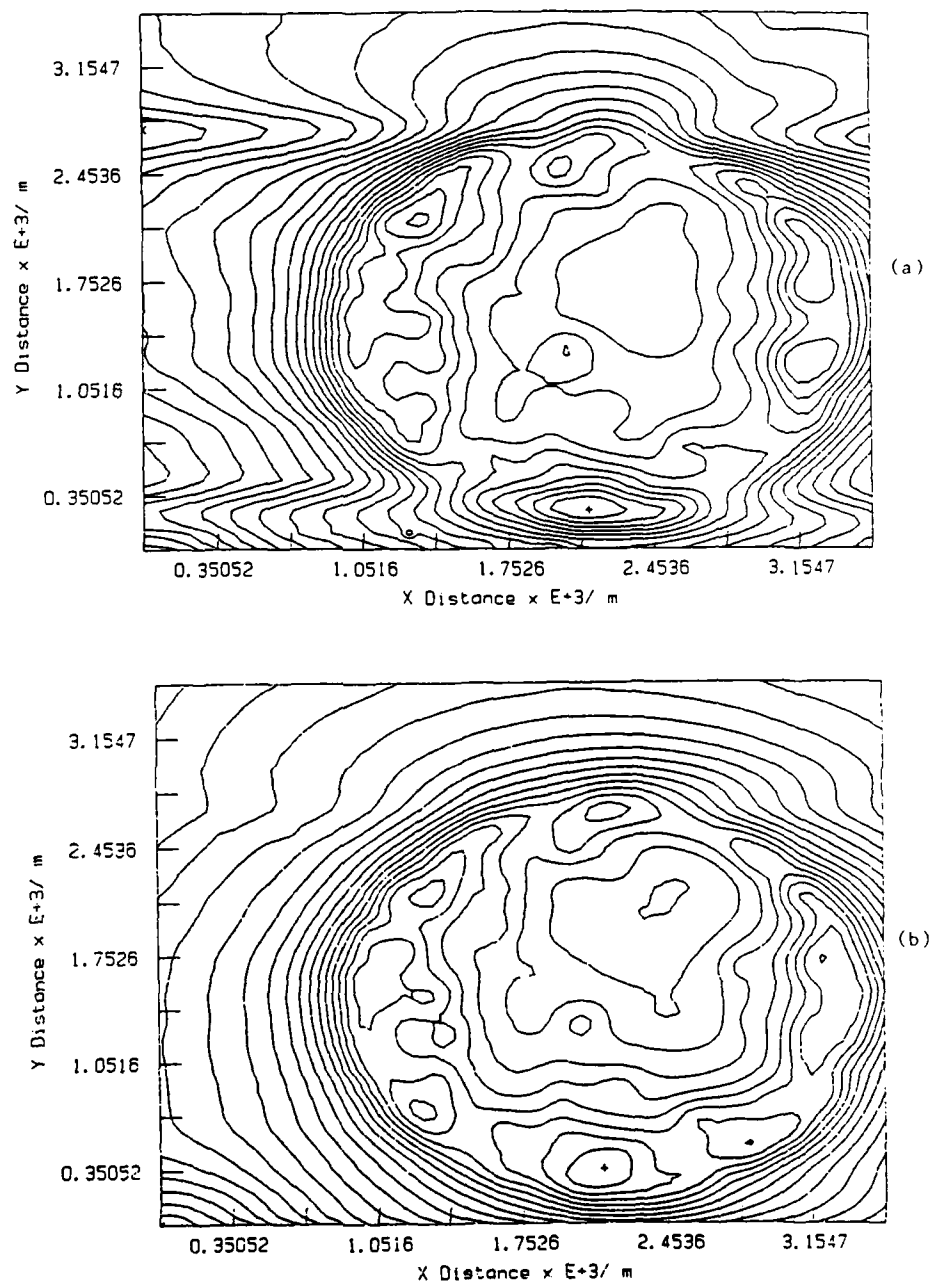 3.1547
2.4536
1.7526
1.0516
0.35052
Y Distance x E+3/ m
(a)
0.35052 1.0516 1.7526 2.4536 3.1547
X Distance x E+3/ m
3.1547
2.4536
1.7526
1.0516
0.35052
Y Distance x E+3/ m
(b)
0.35052 1.0516 1.7526 2.4536 3.1547
X Distance x E+3/ m